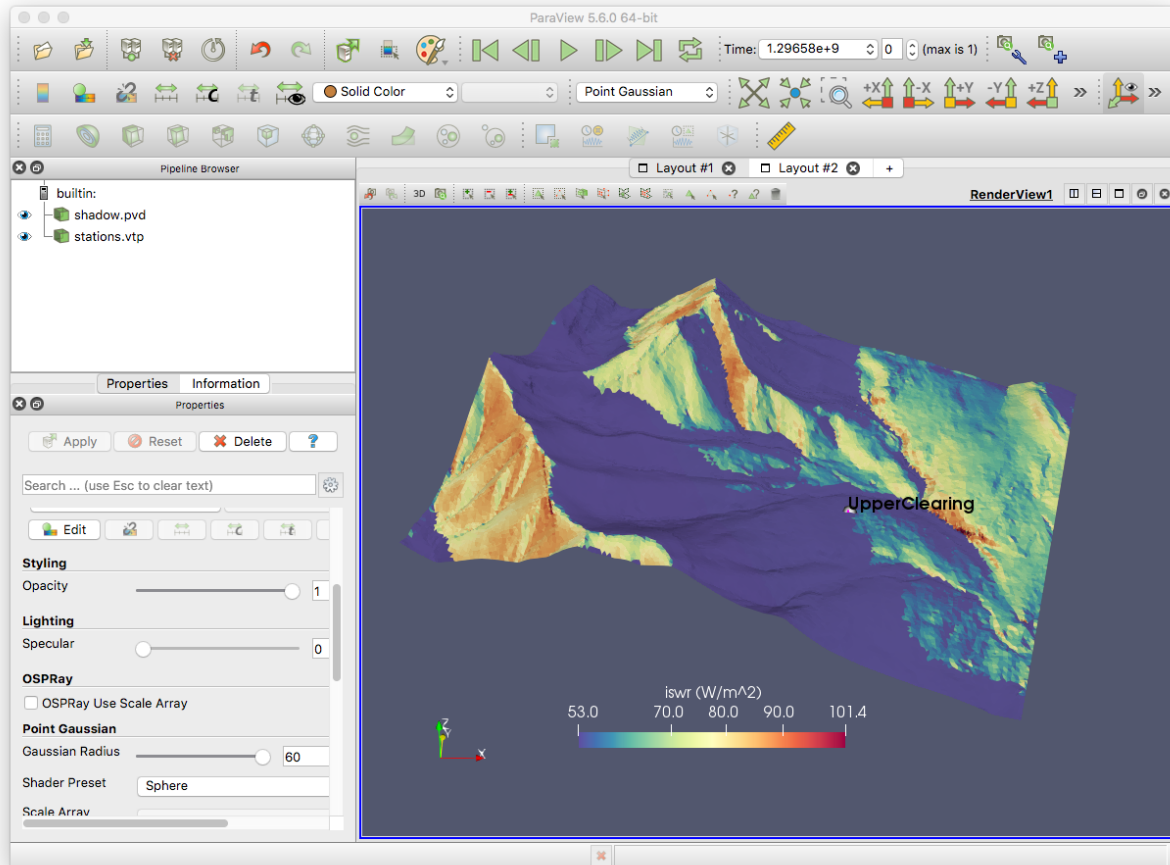 ParaView 5.6.0 64-bit
Time: 1.29658e+9 0 (max is 1)
Solid Color Point Gaussian +X -X +Y -Y +Z
Pipeline Browser
Layout #1 Layout #2 +
builtin:
shadow.pvd
stations.vtp
3D RenderView1
Properties Information
Properties
Apply Reset Delete ?
Search ... (use Esc to clear text)
Edit
Styling
Opacity 1
Lighting
Specular 0
OSPRay
OSPRay Use Scale Array
Point Gaussian
Gaussian Radius 60
Shader Preset Sphere
Scale Array
UpperClearing
iswr (W/m^2)
53.0 70.0 80.0 90.0 101.4
Z
Y
X